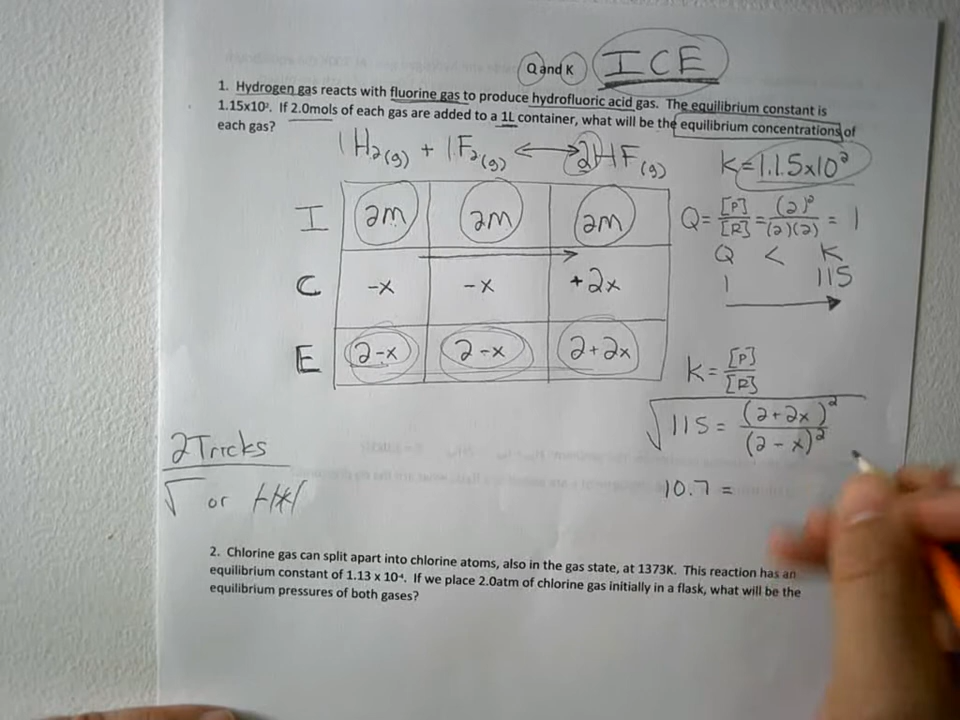 Q and K ICE
1. Hydrogen gas reacts with fluorine gas to produce hydrofluoric acid gas. The equilibrium constant is
1.15x10². If 2.0mols of each gas are added to a 1L container, what will be the equilibrium concentrations of
each gas?
1H₂(g) + 1F₂(g) ⟷ 2HF(g)
K = 1.15x10²
I 2M 2M 2M
Q = [P]/[R] = (2)²/(2)(2) = 1
Q < K
1 115
C -x -x +2x
E 2-x 2-x 2+2x
K = [P]/[R]
√115 = (2+2x)²/(2-x)²
10.7 =
2 Tricks
√ or
2. Chlorine gas can split apart into chlorine atoms, also in the gas state, at 1373K. This reaction has an
equilibrium constant of 1.13 x 10⁻⁴. If we place 2.0atm of chlorine gas initially in a flask, what will be the
equilibrium pressures of both gases?